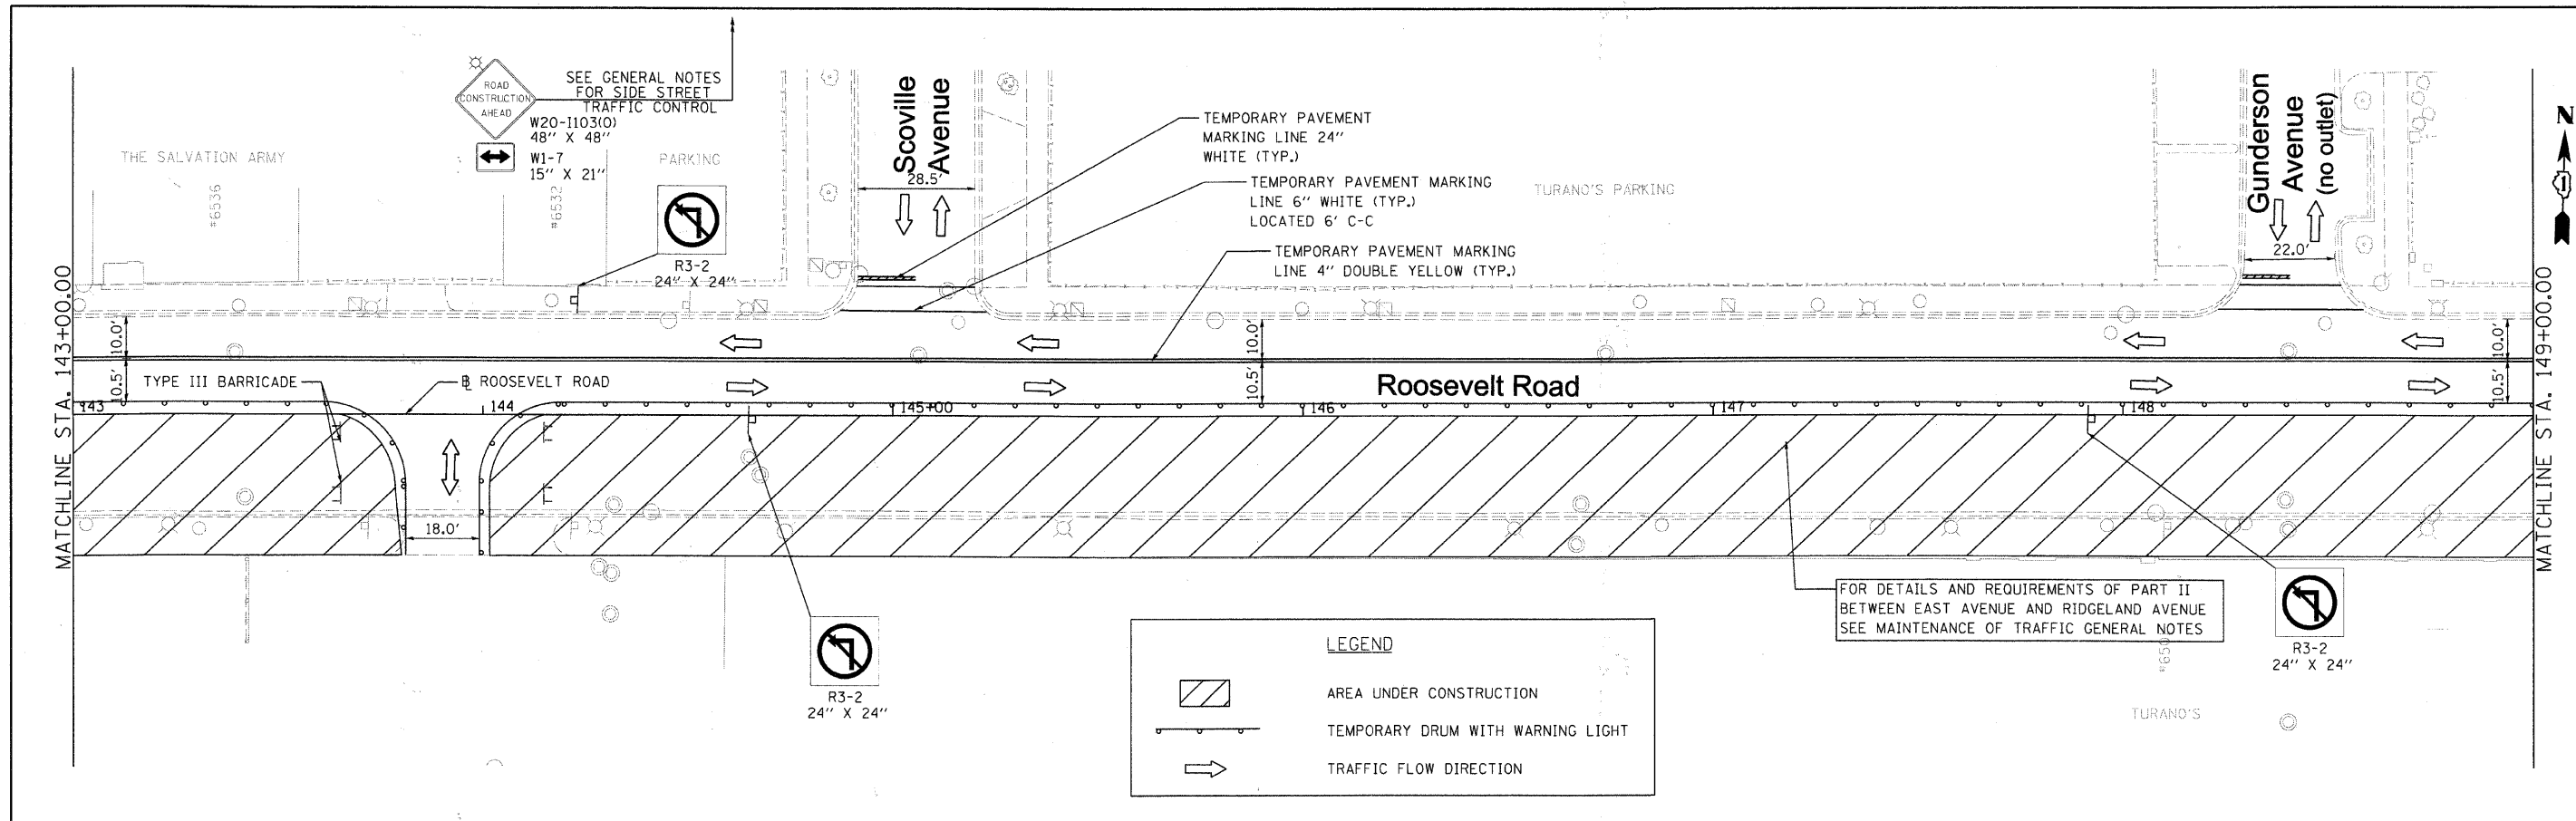 ROAD
CONSTRUCTION
AHEAD
SEE GENERAL NOTES
FOR SIDE STREET
TRAFFIC CONTROL
W20-I103(O)
48" X 48"
W1-7
15" X 21"
THE SALVATION ARMY
#6536
#6532
PARKING
R3-2
24" X 24"
Scoville
Avenue
28.5'
TEMPORARY PAVEMENT
MARKING LINE 24"
WHITE (TYP.)
TEMPORARY PAVEMENT MARKING
LINE 6" WHITE (TYP.)
LOCATED 6' C-C
TEMPORARY PAVEMENT MARKING
LINE 4" DOUBLE YELLOW (TYP.)
TURANO'S PARKING
Gunderson
Avenue
(no outlet)
22.0'
N
MATCHLINE STA. 143+00.00
10.0'
10.5'
TYPE III BARRICADE
℄ ROOSEVELT ROAD
10.0'
10.5'
Roosevelt Road
10.0'
10.5'
MATCHLINE STA. 149+00.00
143
144
145+00
146
147
148
18.0'
R3-2
24" X 24"
FOR DETAILS AND REQUIREMENTS OF PART II
BETWEEN EAST AVENUE AND RIDGELAND AVENUE
SEE MAINTENANCE OF TRAFFIC GENERAL NOTES
R3-2
24" X 24"
TURANO'S
LEGEND
AREA UNDER CONSTRUCTION
TEMPORARY DRUM WITH WARNING LIGHT
TRAFFIC FLOW DIRECTION